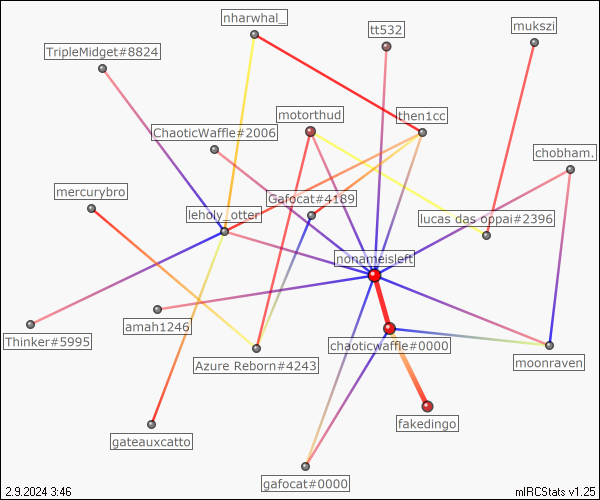 nharwhal_
tt532
mukszi
TripleMidget#8824
motorthud
then1cc
ChaoticWaffle#2006
chobham.
mercurybro
Gafocat#4189
leholy_otter
lucas das oppai#2396
nonameisleft
Thinker#5995
amah1246
chaoticwaffle#0000
Azure Reborn#4243
moonraven
fakedingo
gateauxcatto
gafocat#0000
2.9.2024 3:46
mIRCStats v1.25